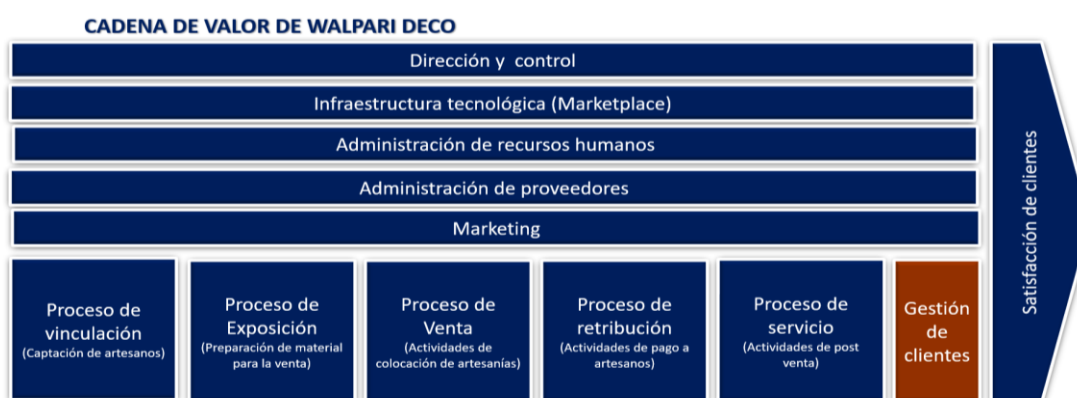 CADENA DE VALOR DE WALPARI DECO
Dirección y  control
Infraestructura tecnológica (Marketplace)
Administración de recursos humanos
Administración de proveedores
Marketing
Proceso de
vinculación
(Captación de artesanos)
Proceso de
Exposición
(Preparación de material
para la venta)
Proceso de
Venta
(Actividades de
colocación de artesanías)
Proceso de
retribución
(Actividades de pago a
artesanos)
Proceso de
servicio
(Actividades de post
venta)
Gestión
de
clientes
Satisfacción de clientes